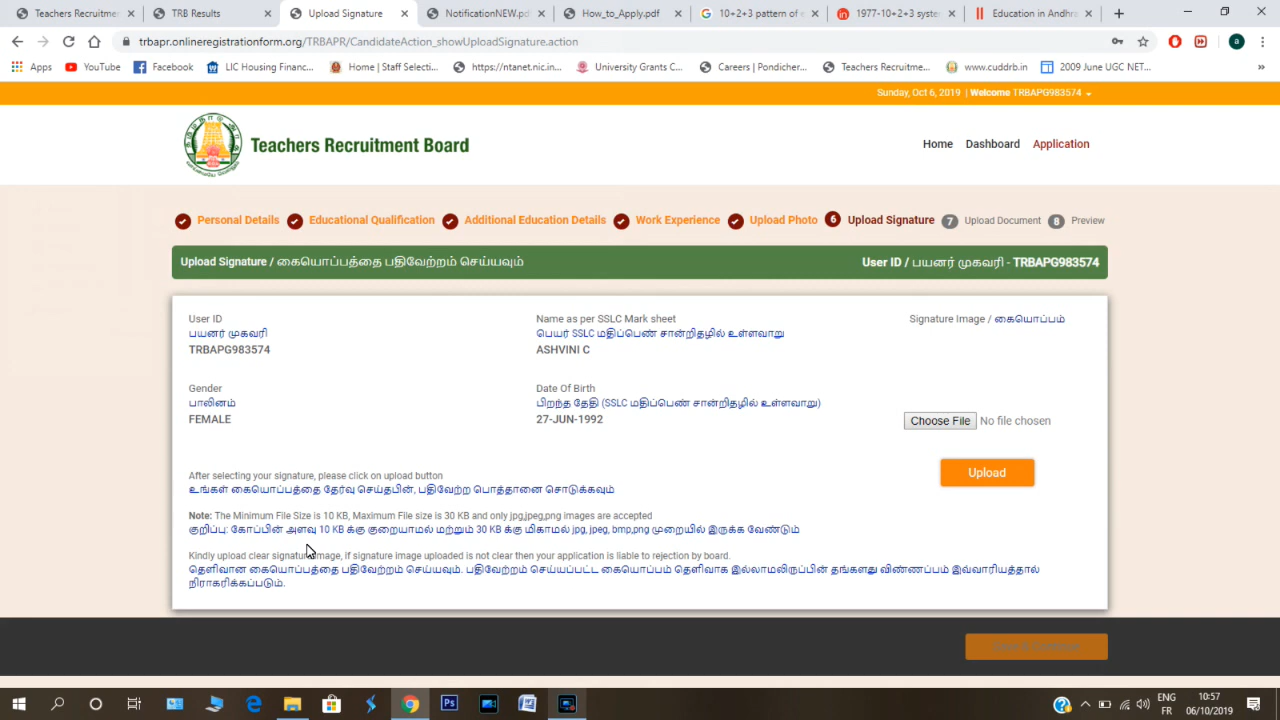 Teachers Recruitment
TRB Results
Upload Signature
NotificationNEW.pdf
How_to_Apply.pdf
10+2+3 pattern of e
1977-10+2+3 syste
Education in Andhra
trbapr.onlineregistrationform.org/TRBAPR/CandidateAction_showUploadSignature.action
Apps YouTube Facebook LIC Housing Financ... Home | Staff Selecti... https://ntanet.nic.in... University Grants C... Careers | Pondicher... Teachers Recruitme... www.cuddrb.in 2009 June UGC NET...
Sunday, Oct 6, 2019 | Welcome TRBAPG983574
Teachers Recruitment Board
Home Dashboard Application
Personal Details Educational Qualification Additional Education Details Work Experience Upload Photo 6 Upload Signature 7 Upload Document 8 Preview
Upload Signature / கையொப்பத்தை பதிவேற்றம் செய்யவும்
User ID / பயனர் முகவரி - TRBAPG983574
User ID
பயனர் முகவரி
TRBAPG983574
Name as per SSLC Mark sheet
பெயர் SSLC மதிப்பெண் சான்றிதழில் உள்ளவாறு
ASHVINI C
Signature Image / கையொப்பம்
Gender
பாலினம்
FEMALE
Date Of Birth
பிறந்த தேதி (SSLC மதிப்பெண் சான்றிதழில் உள்ளவாறு)
27-JUN-1992
Choose File No file chosen
Upload
After selecting your signature, please click on upload button
உங்கள் கையொப்பத்தை தேர்வு செய்தபின், பதிவேற்ற பொத்தானை சொடுக்கவும்
Note: The Minimum File Size is 10 KB, Maximum File size is 30 KB and only jpg,jpeg,png images are accepted
குறிப்பு: கோப்பின் அளவு 10 KB க்கு குறையாமல் மற்றும் 30 KB க்கு மிகாமல் jpg, jpeg, bmp,png முறையில் இருக்க வேண்டும்
Kindly upload clear signature image, if signature image uploaded is not clear then your application is liable to rejection by board.
தெளிவான கையொப்பத்தை பதிவேற்றம் செய்யவும். பதிவேற்றம் செய்யப்பட்ட கையொப்பம் தெளிவாக இல்லாமலிருப்பின் தங்களது விண்ணப்பம் இவ்வாரியத்தால்
நிராகரிக்கப்படும்.
ENG
FR
10:57
06/10/2019